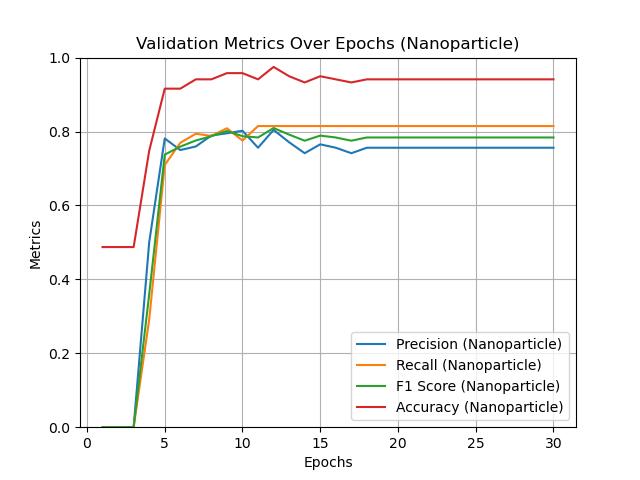 Validation Metrics Over Epochs (Nanoparticle)
1.0
0.8
0.6
0.4
0.2
0.0
Metrics
0 5 10 15 20 25 30
Epochs
Precision (Nanoparticle)
Recall (Nanoparticle)
F1 Score (Nanoparticle)
Accuracy (Nanoparticle)